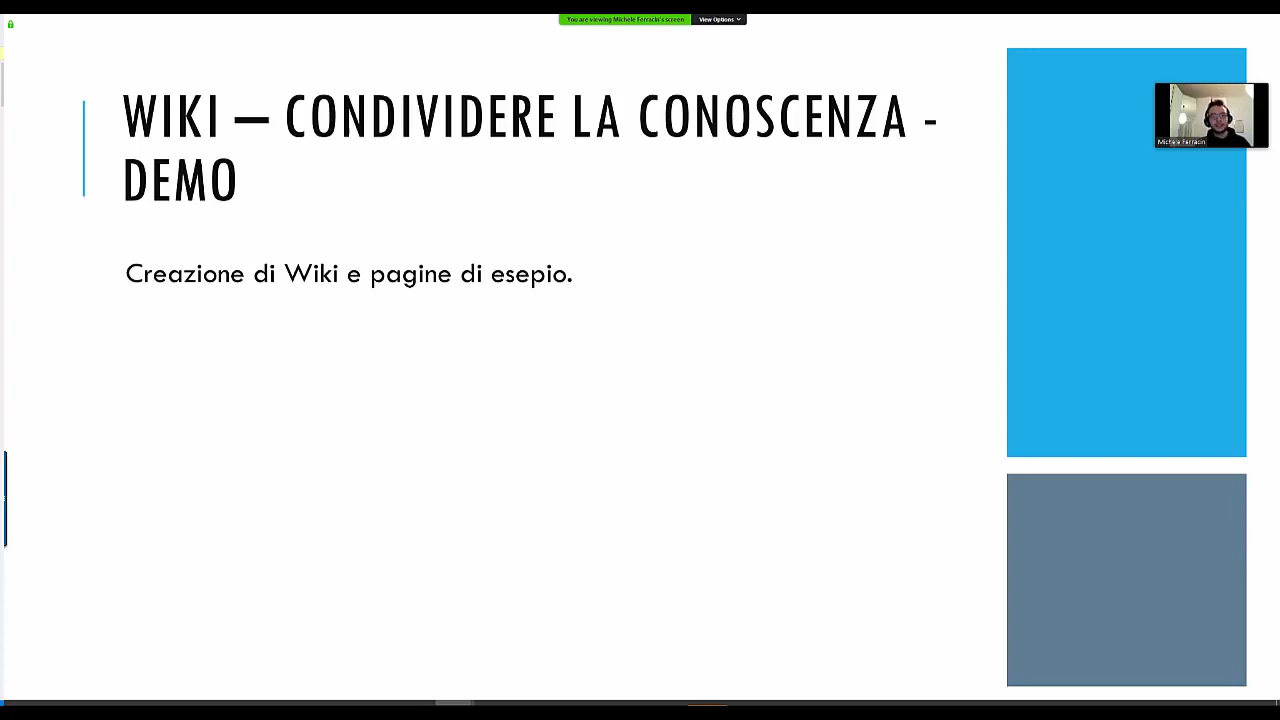 You are viewing Michele Ferracin's screen
View Options
WIKI – CONDIVIDERE LA CONOSCENZA -
DEMO
Michele Ferracin
Creazione di Wiki e pagine di esepio.